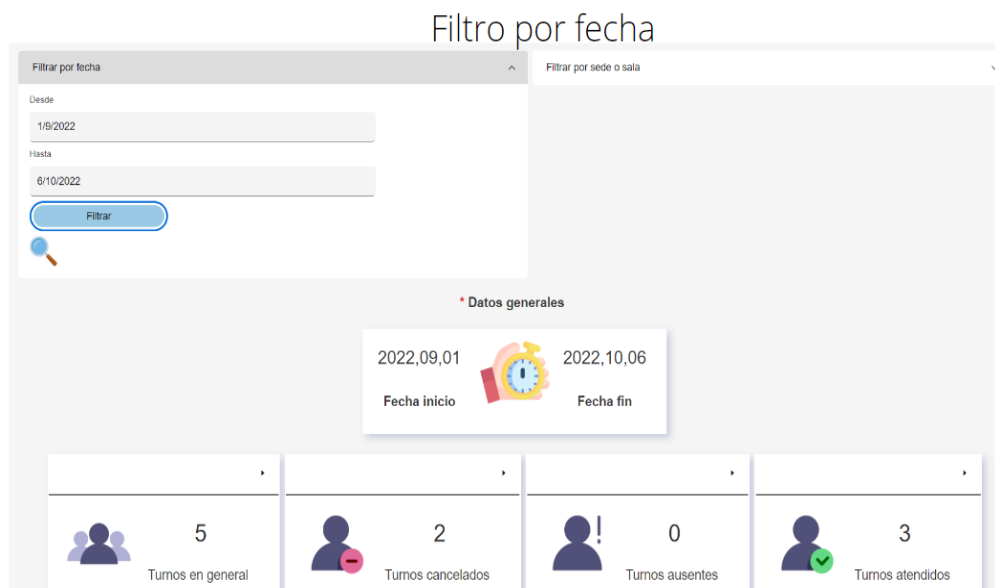 Filtro por fecha
Filtrar por fecha
Filtrar por sede o sala
Desde
1/9/2022
Hasta
6/10/2022
Filtrar
* Datos generales
2022,09,01
2022,10,06
Fecha inicio
Fecha fin
5
2
0
3
Turnos en general
Turnos cancelados
Turnos ausentes
Turnos atendidos